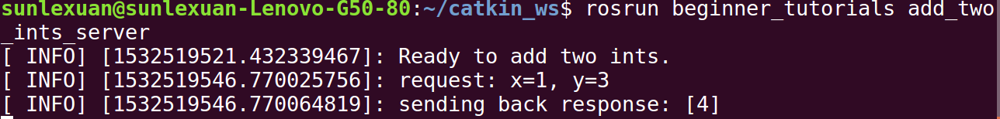 sunlexuan@sunlexuan-Lenovo-G50-80:~/catkin_ws$ rosrun beginner_tutorials add_two
_ints_server
[ INFO] [1532519521.432339467]: Ready to add two ints.
[ INFO] [1532519546.770025756]: request: x=1, y=3
[ INFO] [1532519546.770064819]: sending back response: [4]